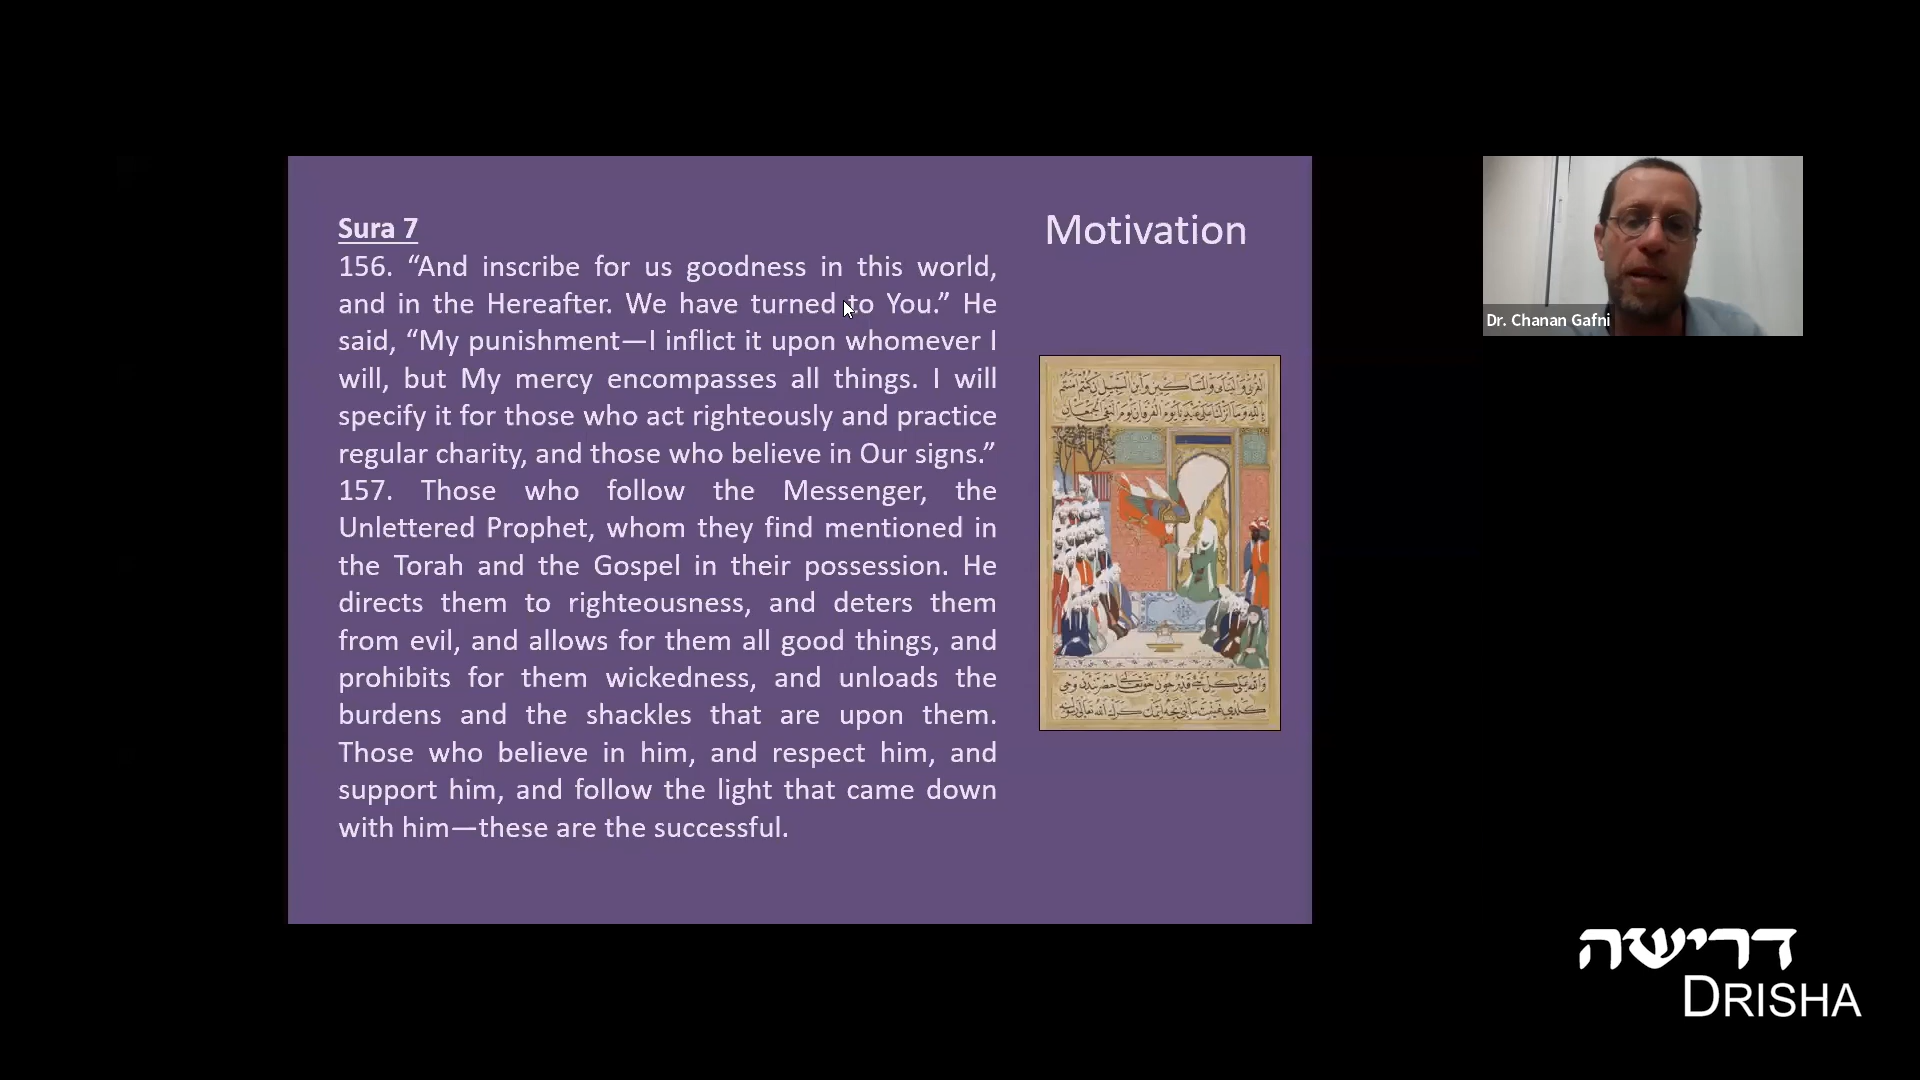 Sura 7
156. “And inscribe for us goodness in this world,
and in the Hereafter. We have turned to You.” He
said, “My punishment—I inflict it upon whomever I
will, but My mercy encompasses all things. I will
specify it for those who act righteously and practice
regular charity, and those who believe in Our signs.”
157. Those who follow the Messenger, the
Unlettered Prophet, whom they find mentioned in
the Torah and the Gospel in their possession. He
directs them to righteousness, and deters them
from evil, and allows for them all good things, and
prohibits for them wickedness, and unloads the
burdens and the shackles that are upon them.
Those who believe in him, and respect him, and
support him, and follow the light that came down
with him—these are the successful.
Motivation
Dr. Chanan Gafni
דרישה
DRISHA